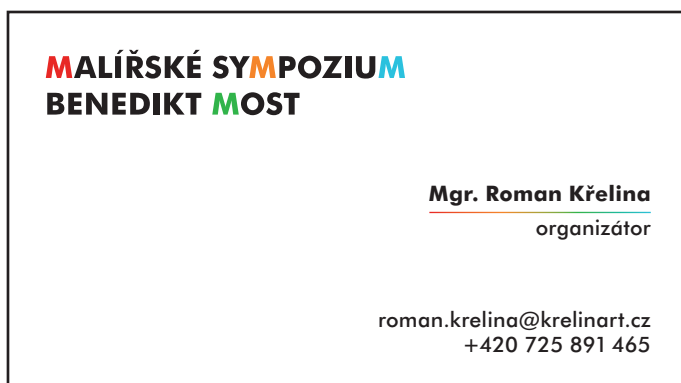 MALÍŘSKÉ SYMPOZIUM
BENEDIKT MOST
Mgr. Roman Křelina
organizátor
roman.krelina@krelinart.cz
+420 725 891 465